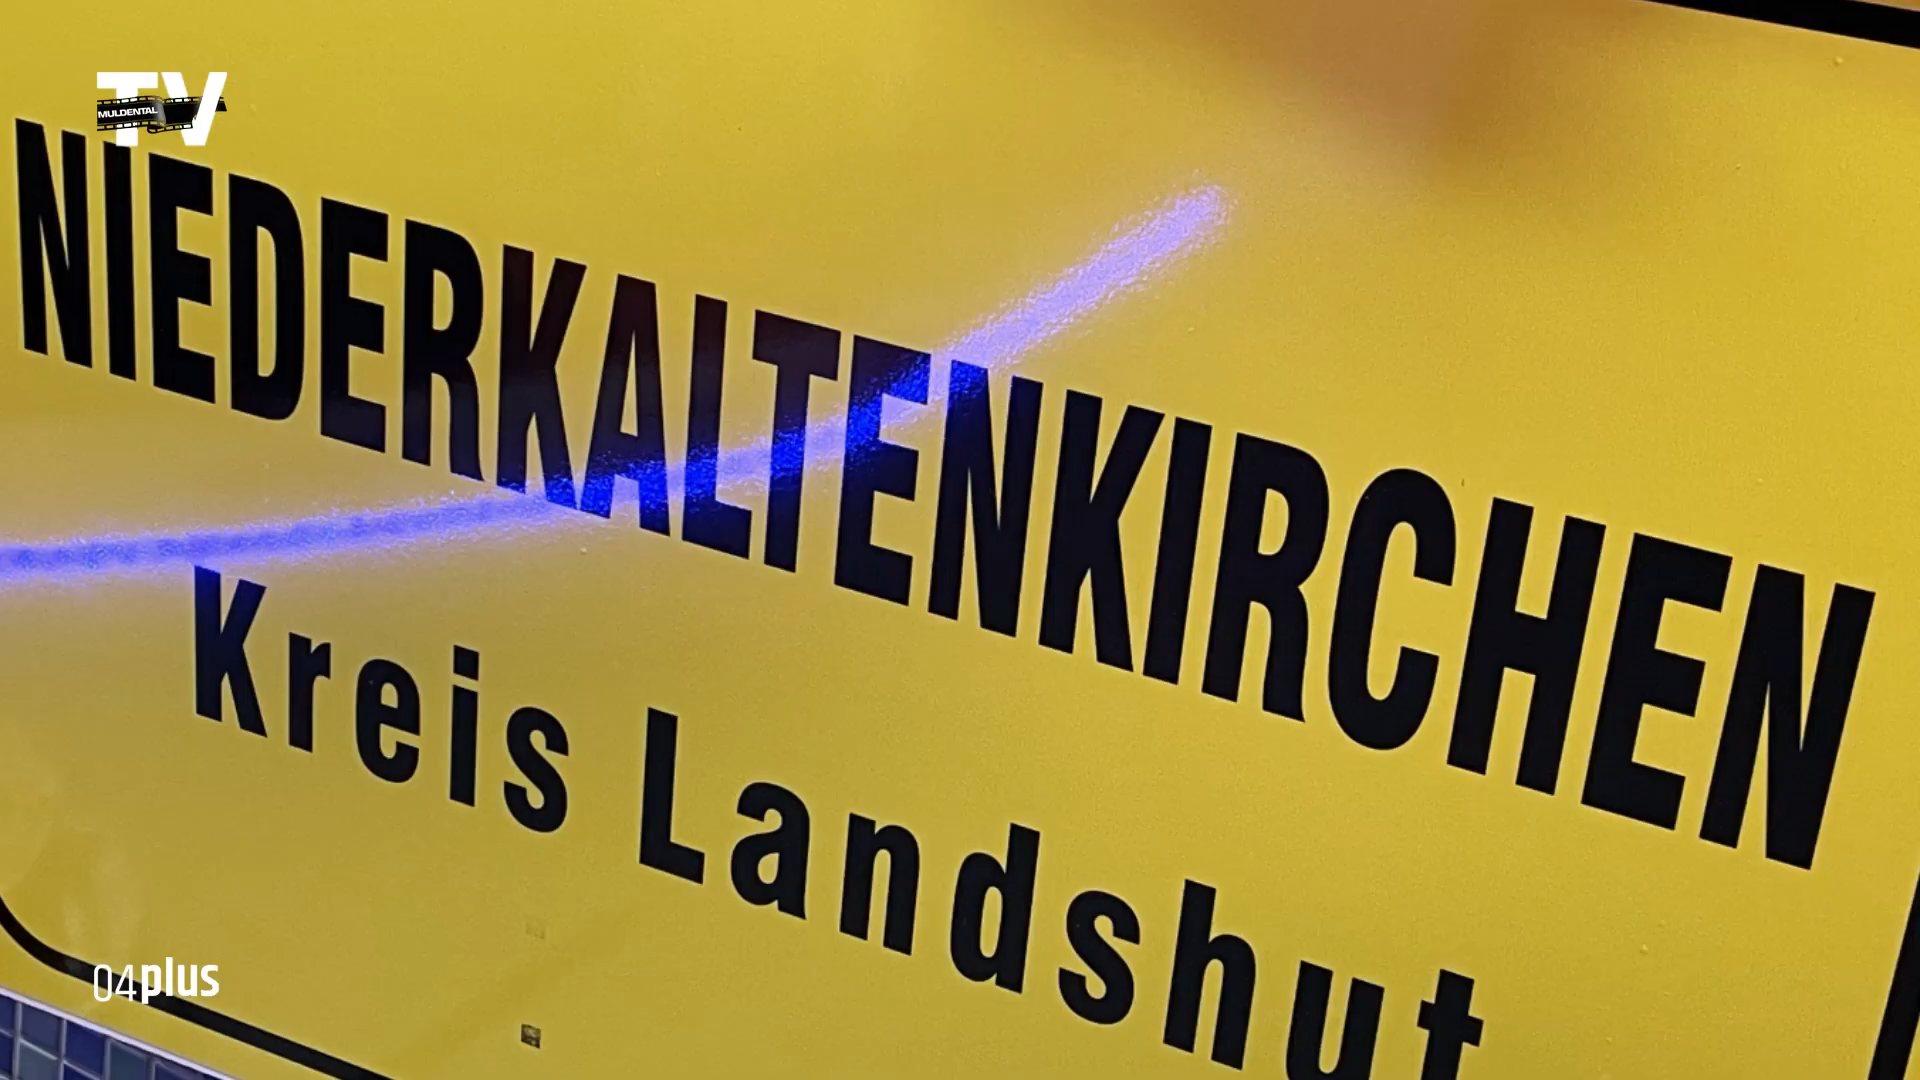 TV
MULDENTAL
NIEDERKALTENKIRCHEN
Kreis Landshut
04plus